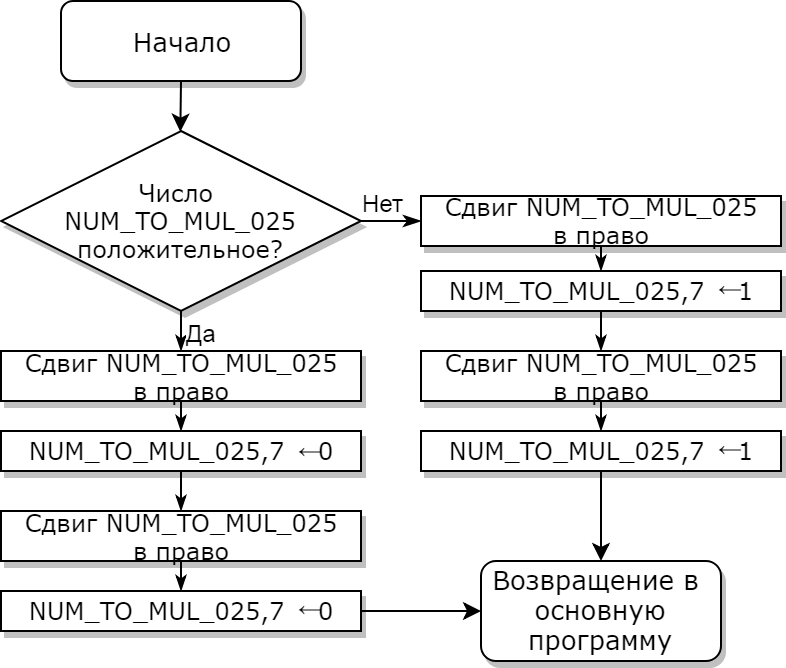 Начало
Число
NUM_TO_MUL_025
положительное?
Нет
Сдвиг NUM_TO_MUL_025
в право
NUM_TO_MUL_025,7 ←1
Сдвиг NUM_TO_MUL_025
в право
NUM_TO_MUL_025,7 ←1
Да
Сдвиг NUM_TO_MUL_025
в право
NUM_TO_MUL_025,7 ←0
Сдвиг NUM_TO_MUL_025
в право
NUM_TO_MUL_025,7 ←0
Возвращение в
основную
программу